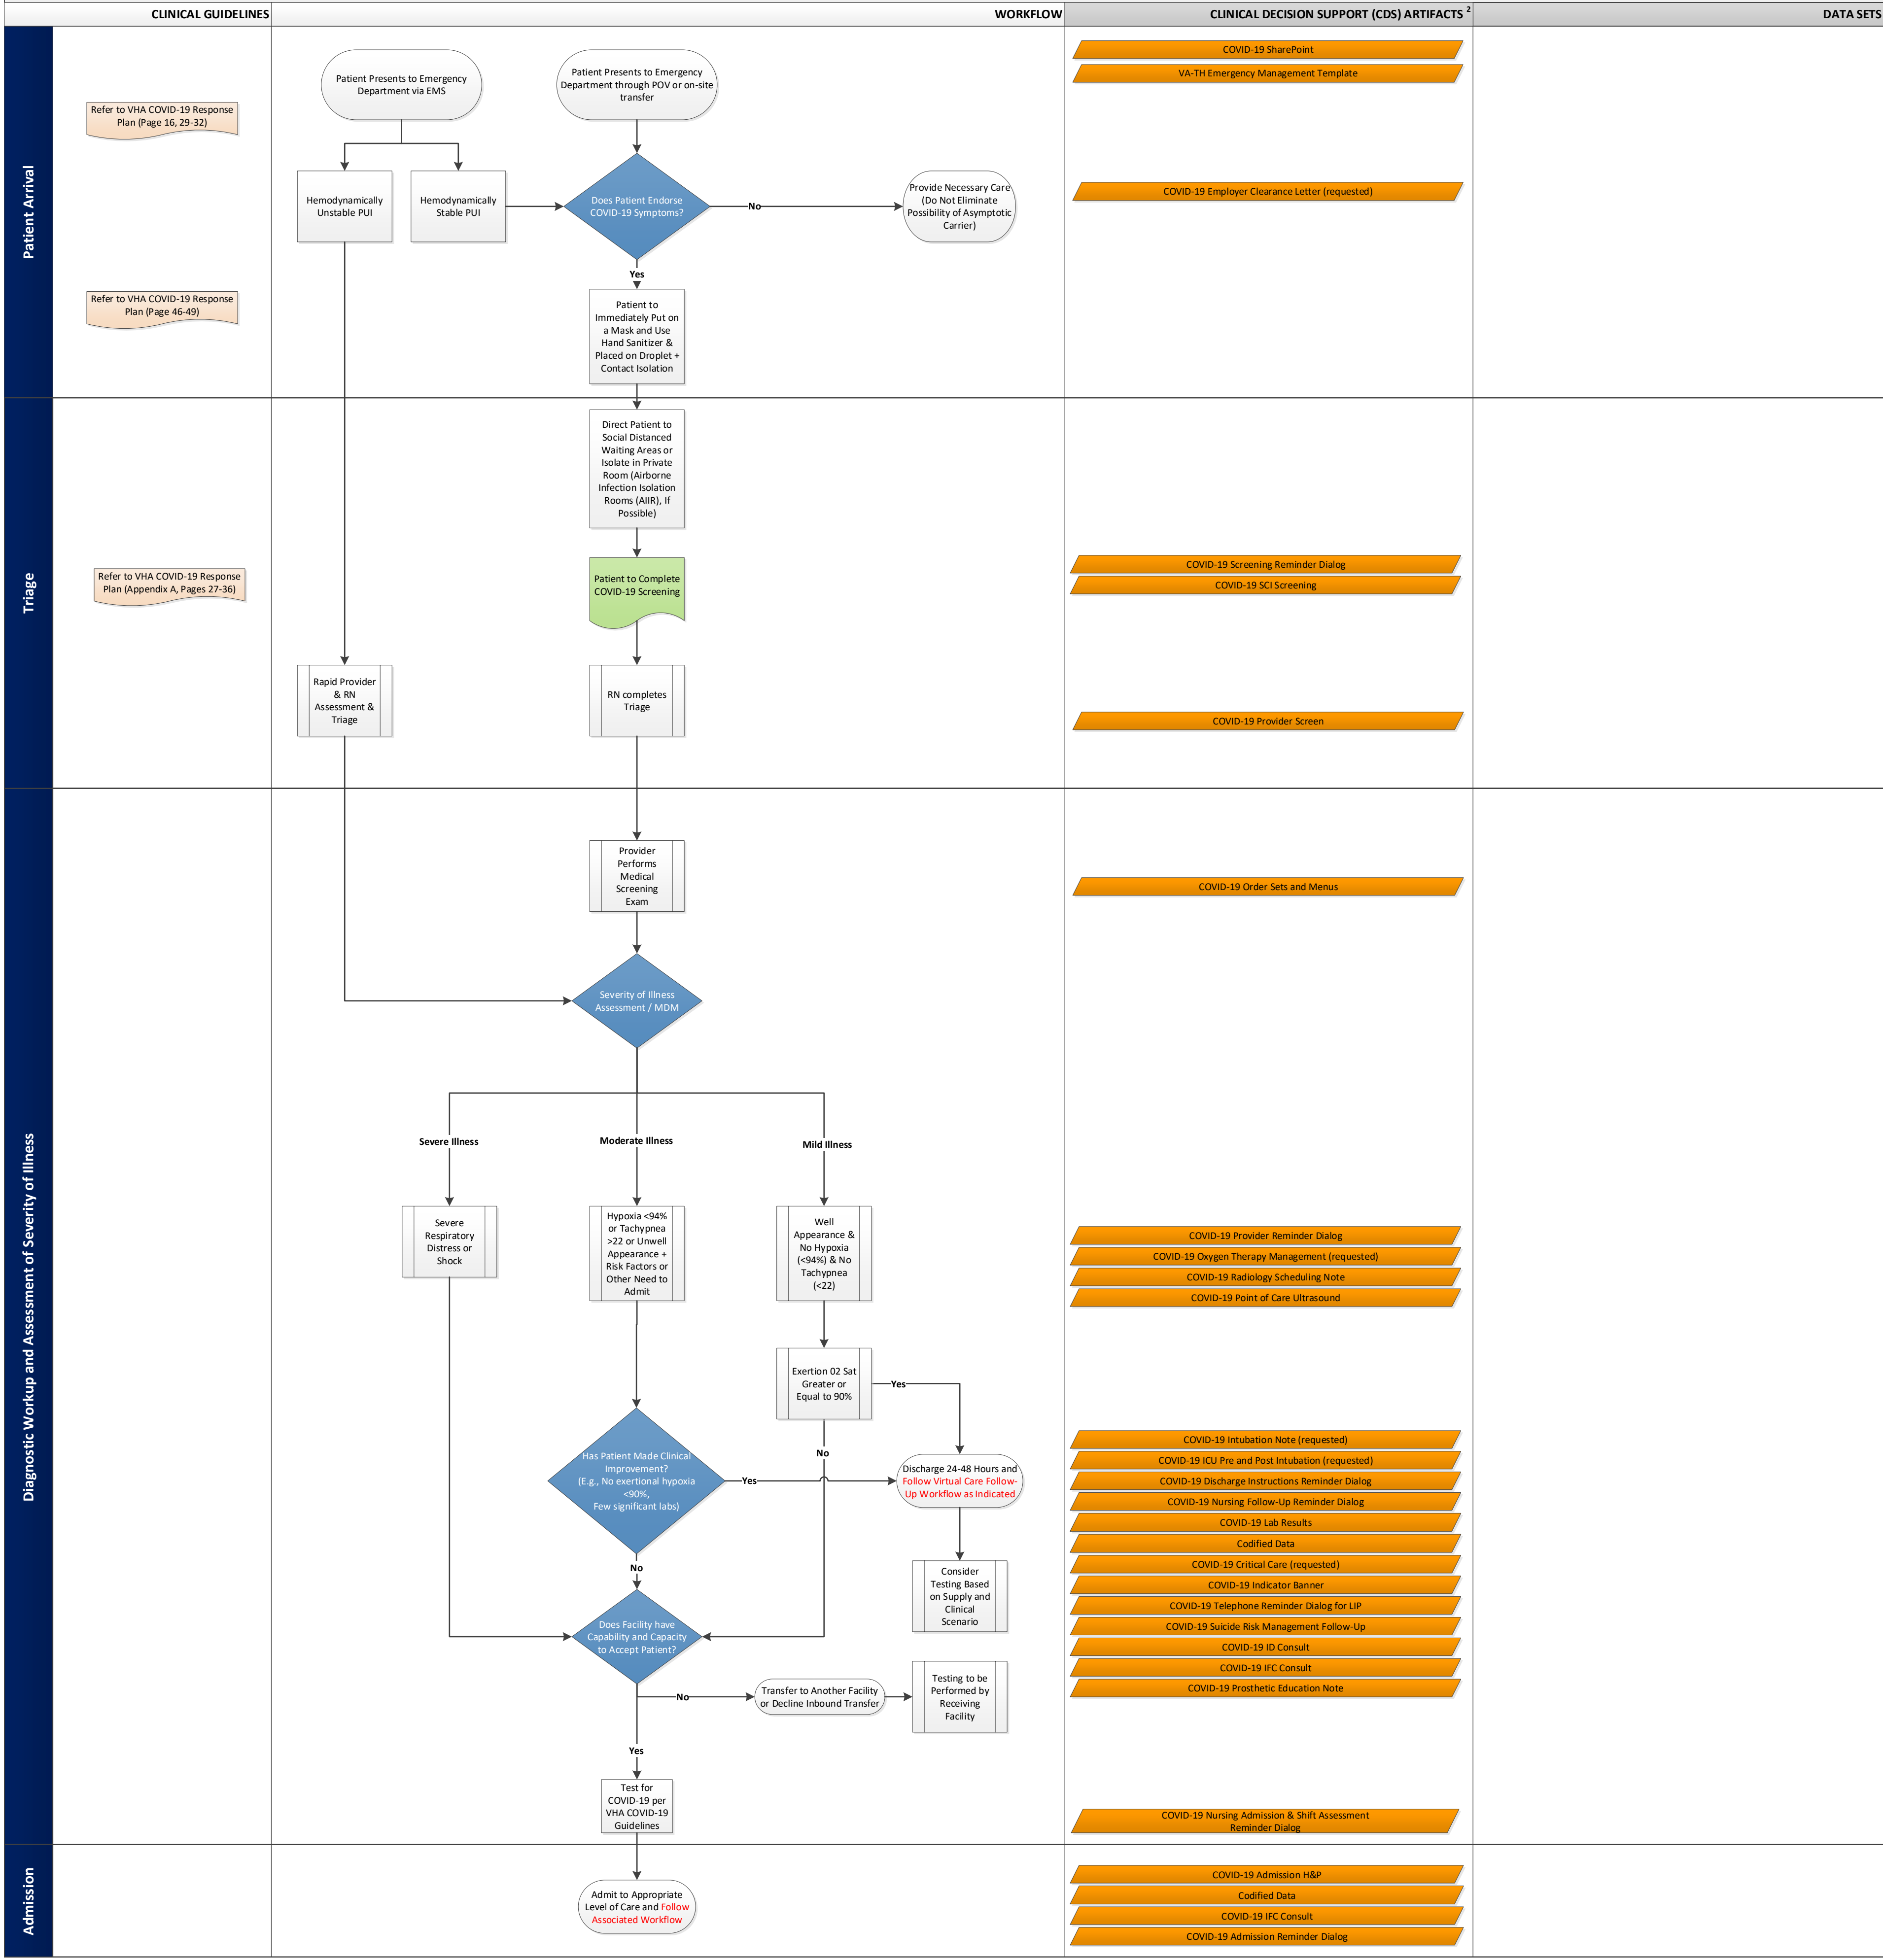 CLINICAL GUIDELINES
WORKFLOW
CLINICAL DECISION SUPPORT (CDS) ARTIFACTS 2
DATA SETS
Patient Arrival
Refer to VHA COVID-19 Response
Plan (Page 16, 29-32)
Refer to VHA COVID-19 Response
Plan (Page 46-49)
Patient Presents to Emergency
Department via EMS
Patient Presents to Emergency
Department through POV or on-site
transfer
Hemodynamically
Unstable PUI
Hemodynamically
Stable PUI
Does Patient Endorse
COVID-19 Symptoms?
No
Provide Necessary Care
(Do Not Eliminate
Possibility of Asymptotic
Carrier)
Yes
Patient to
Immediately Put on
a Mask and Use
Hand Sanitizer &
Placed on Droplet +
Contact Isolation
COVID-19 SharePoint
VA-TH Emergency Management Template
COVID-19 Employer Clearance Letter (requested)
Triage
Refer to VHA COVID-19 Response
Plan (Appendix A, Pages 27-36)
Direct Patient to
Social Distanced
Waiting Areas or
Isolate in Private
Room (Airborne
Infection Isolation
Rooms (AIIR), If
Possible)
Patient to Complete
COVID-19 Screening
Rapid Provider
& RN
Assessment &
Triage
RN completes
Triage
COVID-19 Screening Reminder Dialog
COVID-19 SCI Screening
COVID-19 Provider Screen
Diagnostic Workup and Assessment of Severity of Illness
Provider
Performs
Medical
Screening
Exam
Severity of Illness
Assessment / MDM
Severe Illness
Moderate Illness
Mild Illness
Severe
Respiratory
Distress or
Shock
Hypoxia <94%
or Tachypnea
>22 or Unwell
Appearance +
Risk Factors or
Other Need to
Admit
Well
Appearance &
No Hypoxia
(<94%) & No
Tachypnea
(<22)
Exertion 02 Sat
Greater or
Equal to 90%
Yes
No
Has Patient Made Clinical
Improvement?
(E.g., No exertional hypoxia
<90%,
Few significant labs)
Yes
Discharge 24-48 Hours and
Follow Virtual Care Follow-
Up Workflow as Indicated
No
Consider
Testing Based
on Supply and
Clinical
Scenario
Does Facility have
Capability and Capacity
to Accept Patient?
No
Transfer to Another Facility
or Decline Inbound Transfer
Testing to be
Performed by
Receiving
Facility
Yes
Test for
COVID-19 per
VHA COVID-19
Guidelines
COVID-19 Order Sets and Menus
COVID-19 Provider Reminder Dialog
COVID-19 Oxygen Therapy Management (requested)
COVID-19 Radiology Scheduling Note
COVID-19 Point of Care Ultrasound
COVID-19 Intubation Note (requested)
COVID-19 ICU Pre and Post Intubation (requested)
COVID-19 Discharge Instructions Reminder Dialog
COVID-19 Nursing Follow-Up Reminder Dialog
COVID-19 Lab Results
Codified Data
COVID-19 Critical Care (requested)
COVID-19 Indicator Banner
COVID-19 Telephone Reminder Dialog for LIP
COVID-19 Suicide Risk Management Follow-Up
COVID-19 ID Consult
COVID-19 IFC Consult
COVID-19 Prosthetic Education Note
COVID-19 Nursing Admission & Shift Assessment
Reminder Dialog
Admission
Admit to Appropriate
Level of Care and Follow
Associated Workflow
COVID-19 Admission H&P
Codified Data
COVID-19 IFC Consult
COVID-19 Admission Reminder Dialog